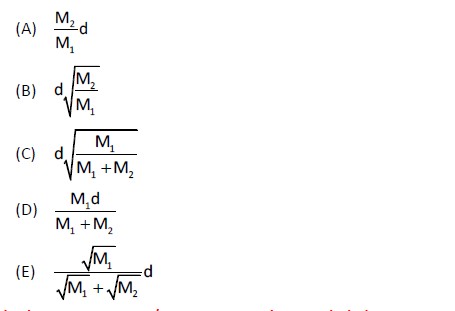 (A) M₂/M₁ d
(B) d√(M₂/M₁)
(C) d√(M₁/(M₁ + M₂))
(D) M₁d/(M₁ + M₂)
(E) √M₁/(√M₁ + √M₂) d